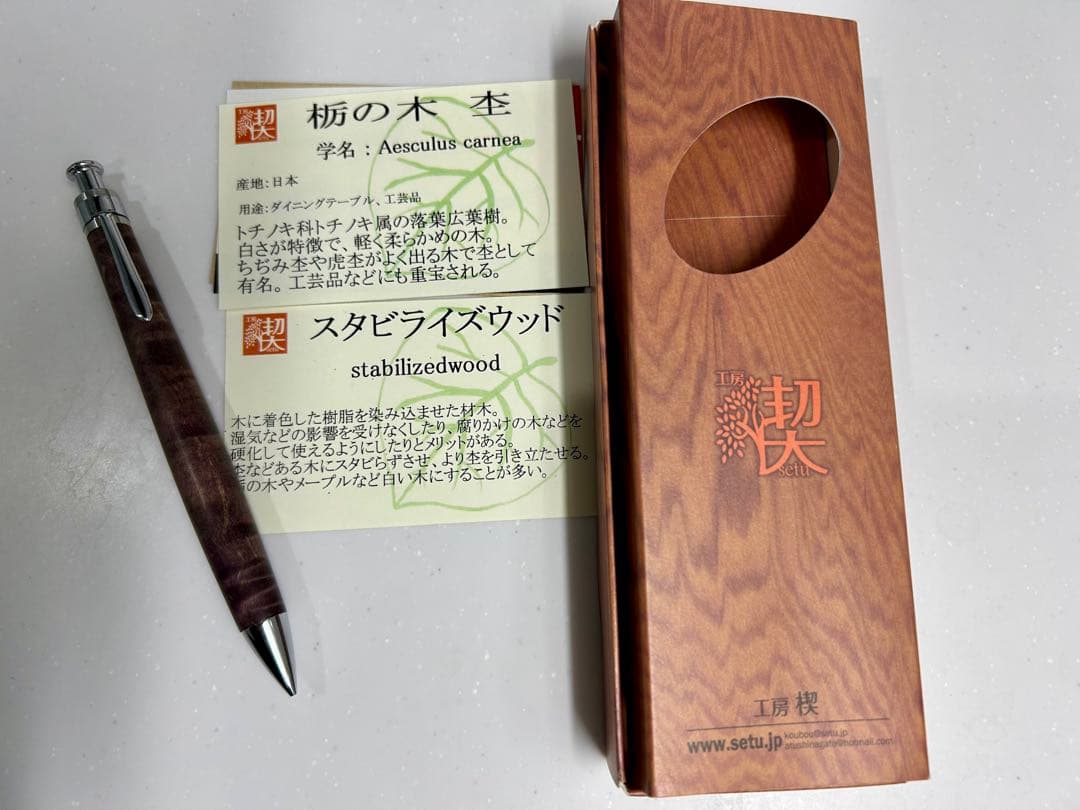 工房
楔
setu
栃の木 杢
学名：Aesculus carnea
産地：日本
用途：ダイニングテーブル、工芸品
トチノキ科トチノキ属の落葉広葉樹。
白さが特徴で、軽く柔らかめの木。
ちぢみ杢や虎杢がよく出る木で杢として
有名。工芸品などにも重宝される。
工房
楔
setu
スタビライズウッド
stabilizedwood
木に着色した樹脂を染み込ませた材木。
湿気などの影響を受けなくしたり、腐りかけの木などを
硬化して使えるようにしたりとメリットがある。
杢などある木にスタビらずさせ、より杢を引き立たせる。
栃の木やメープルなど白い木にすることが多い。
工房
楔
setu
工房 楔
www.setu.jp
koubou@setu.jp
atushinagate@hotmail.com